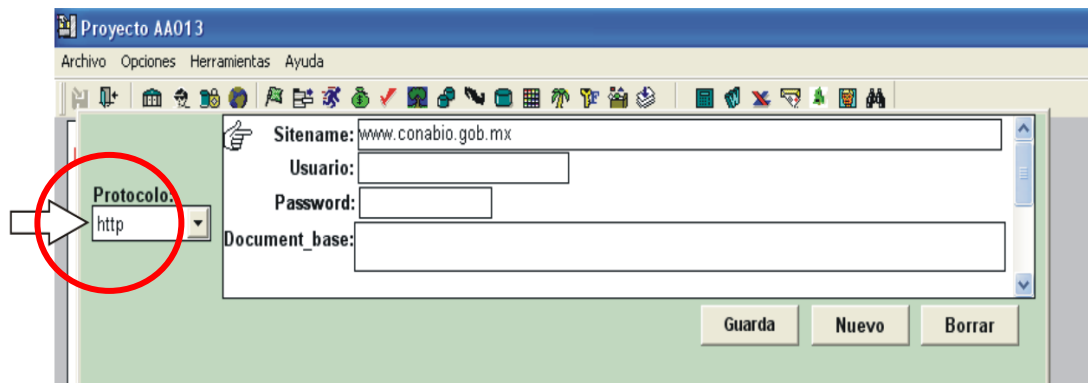 Proyecto AA013
Archivo Opciones Herramientas Ayuda
Sitename: www.conabio.gob.mx
Usuario:
Protocolo:
Password:
http
Document_base:
Guarda Nuevo Borrar